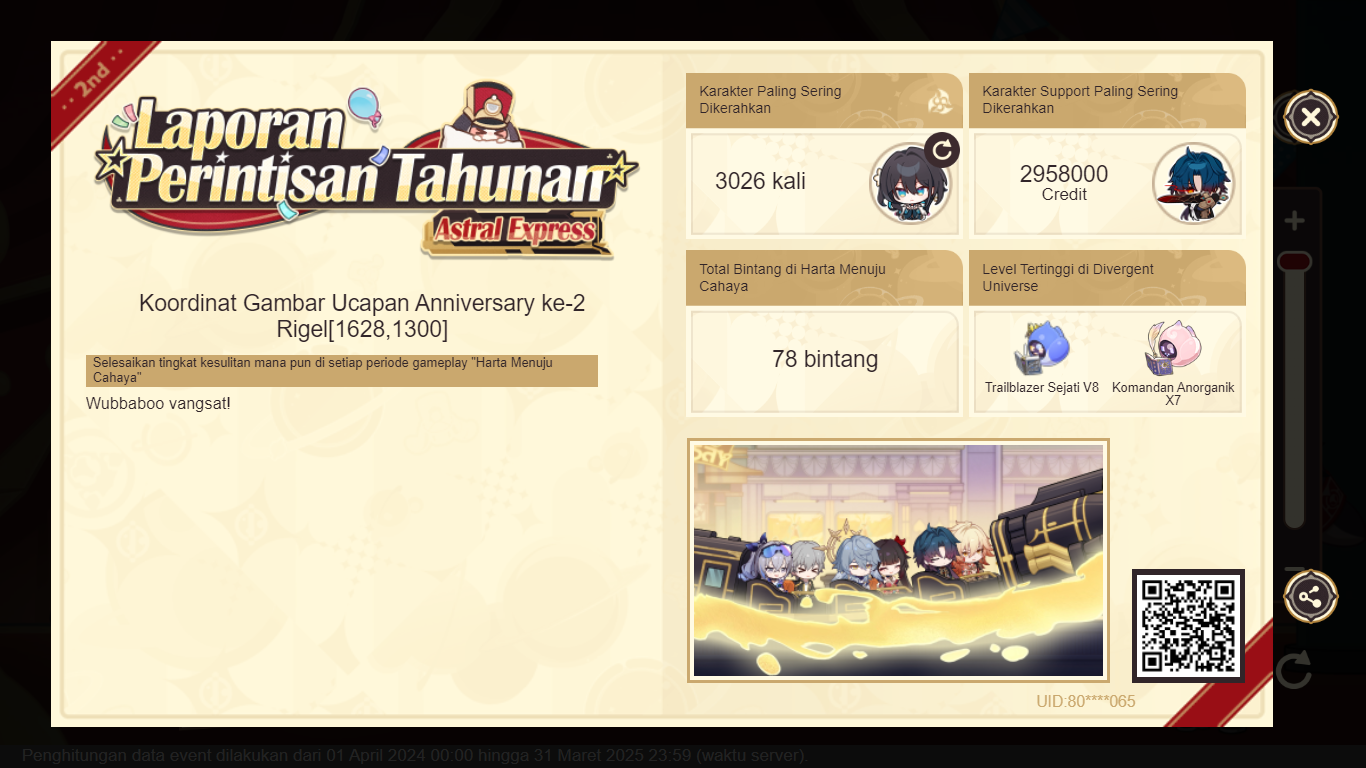 2nd
Laporan
Perintisan Tahunan
Astral Express
Koordinat Gambar Ucapan Anniversary ke-2
Rigel[1628,1300]
Selesaikan tingkat kesulitan mana pun di setiap periode gameplay "Harta Menuju
Cahaya"
Wubbaboo vangsat!
Karakter Paling Sering
Dikerahkan
3026 kali
Karakter Support Paling Sering
Dikerahkan
2958000
Credit
Total Bintang di Harta Menuju
Cahaya
78 bintang
Level Tertinggi di Divergent
Universe
Trailblazer Sejati V8
Komandan Anorganik
X7
UID:80****065
Penghitungan data event dilakukan dari 01 April 2024 00:00 hingga 31 Maret 2025 23:59 (waktu server).